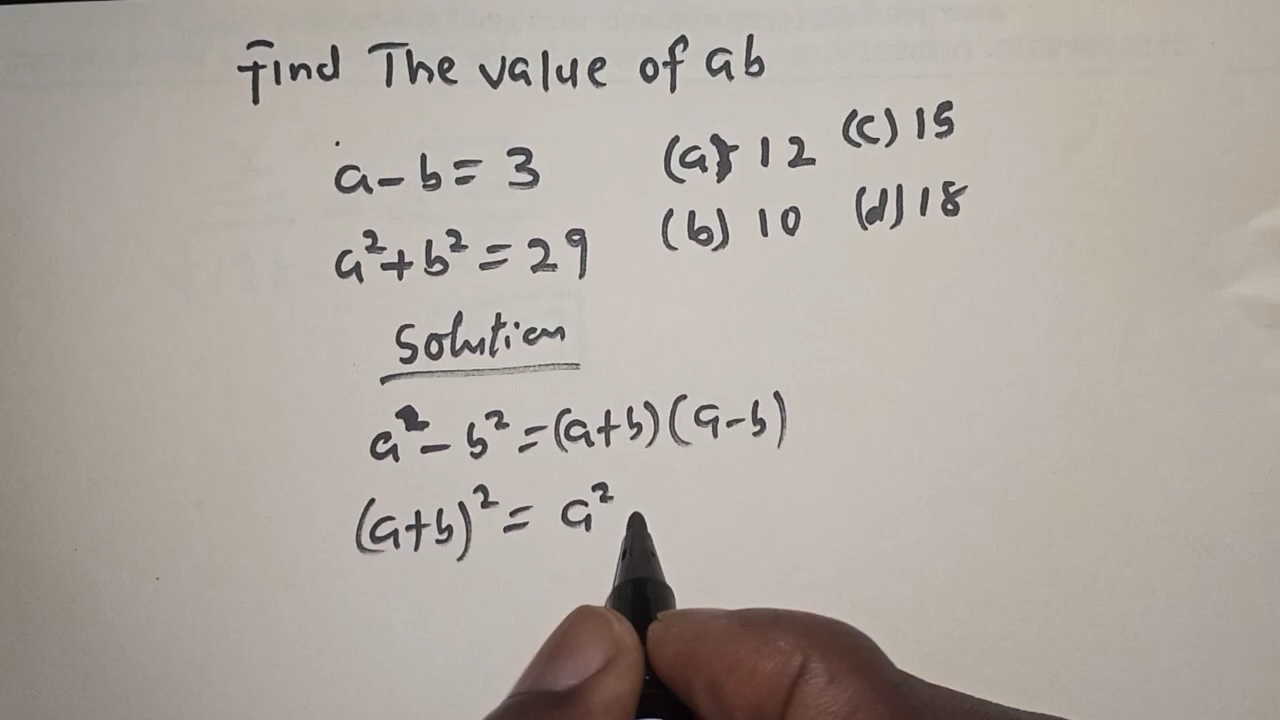 Find The value of ab
a-b=3
(a) 12 (c) 15
a²+b²=29
(b) 10 (d) 18
Solution
a²-b²=(a+b)(a-b)
(a+b)²= a²